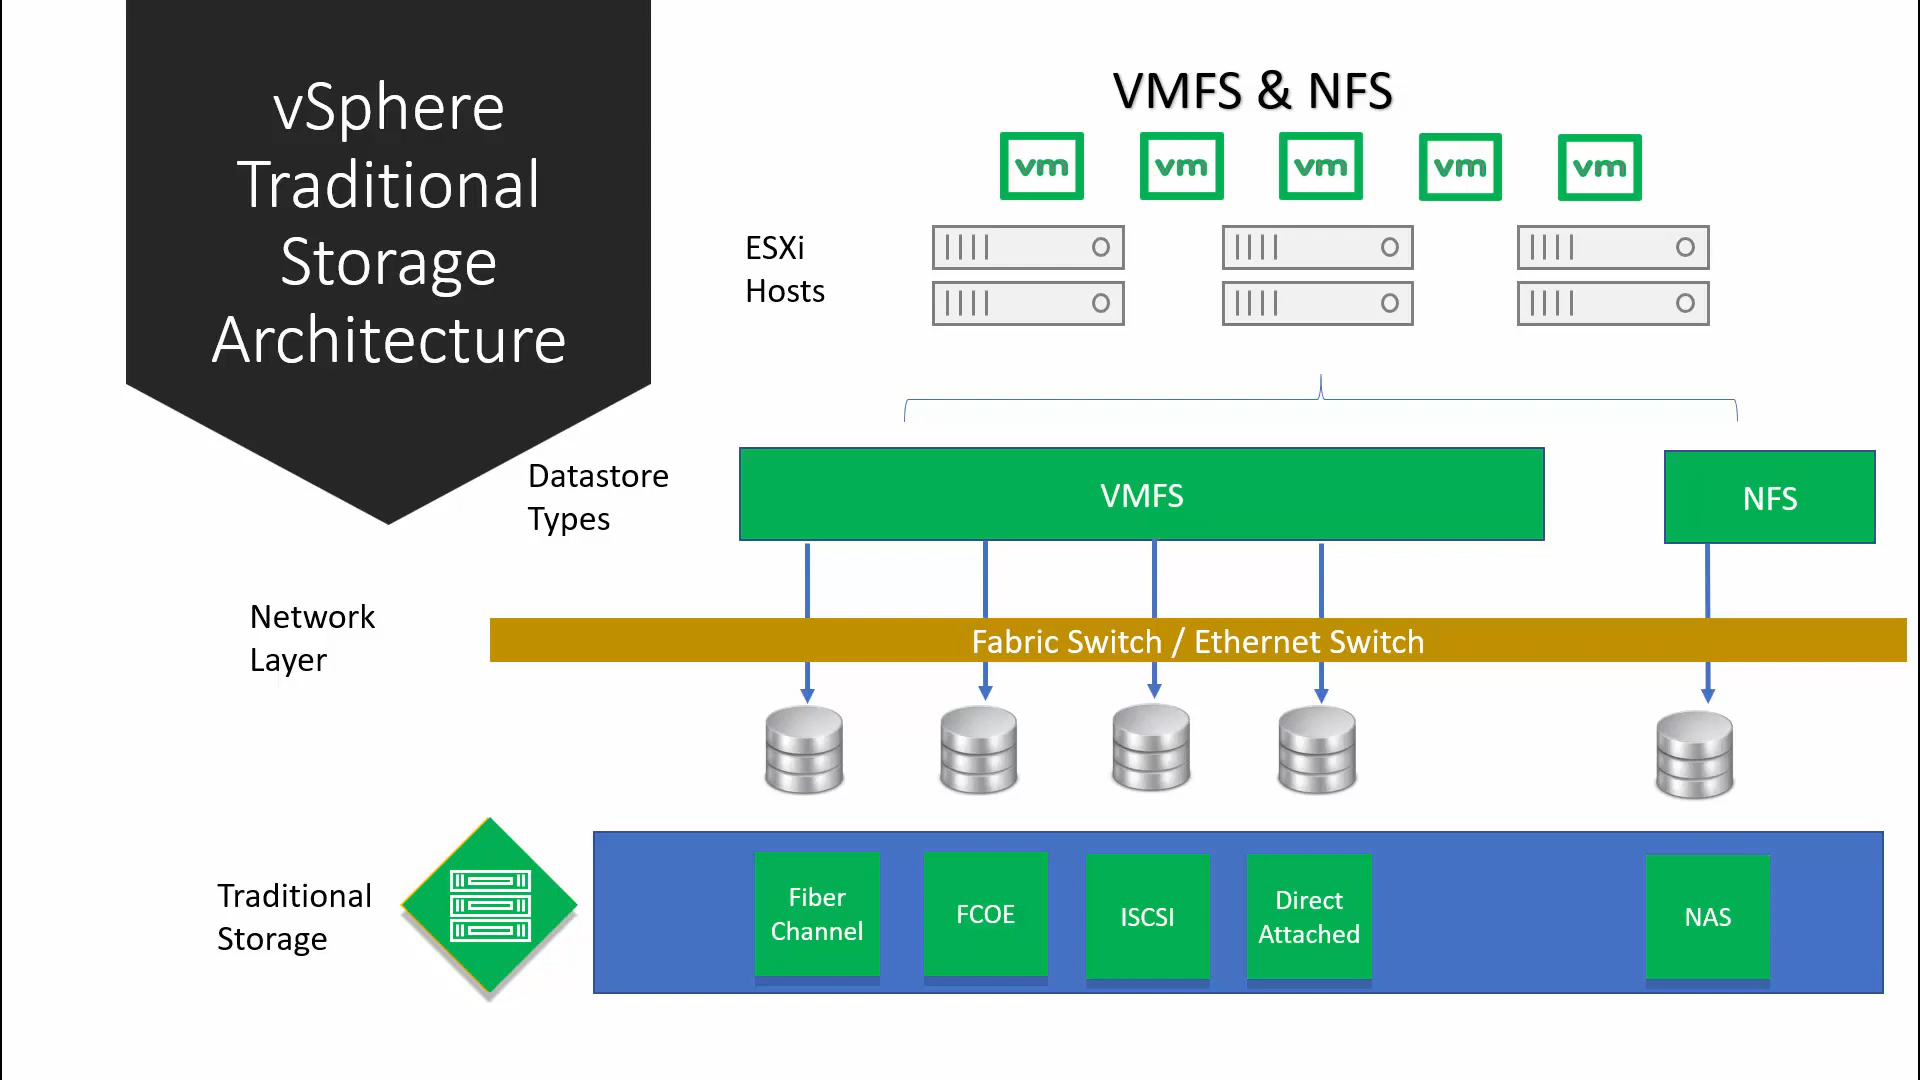 vSphere
Traditional
Storage
Architecture
VMFS & NFS
vm vm vm vm vm
ESXi
Hosts
Datastore
Types
VMFS
NFS
Network
Layer
Fabric Switch / Ethernet Switch
Traditional
Storage
Fiber
Channel
FCOE
ISCSI
Direct
Attached
NAS